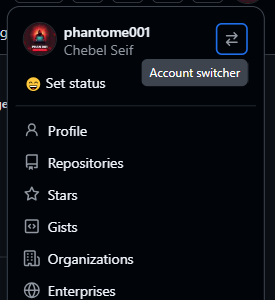 phantome001
Chebel Seif
Account switcher
😄 Set status
Profile
Repositories
Stars
Gists
Organizations
Enterprises